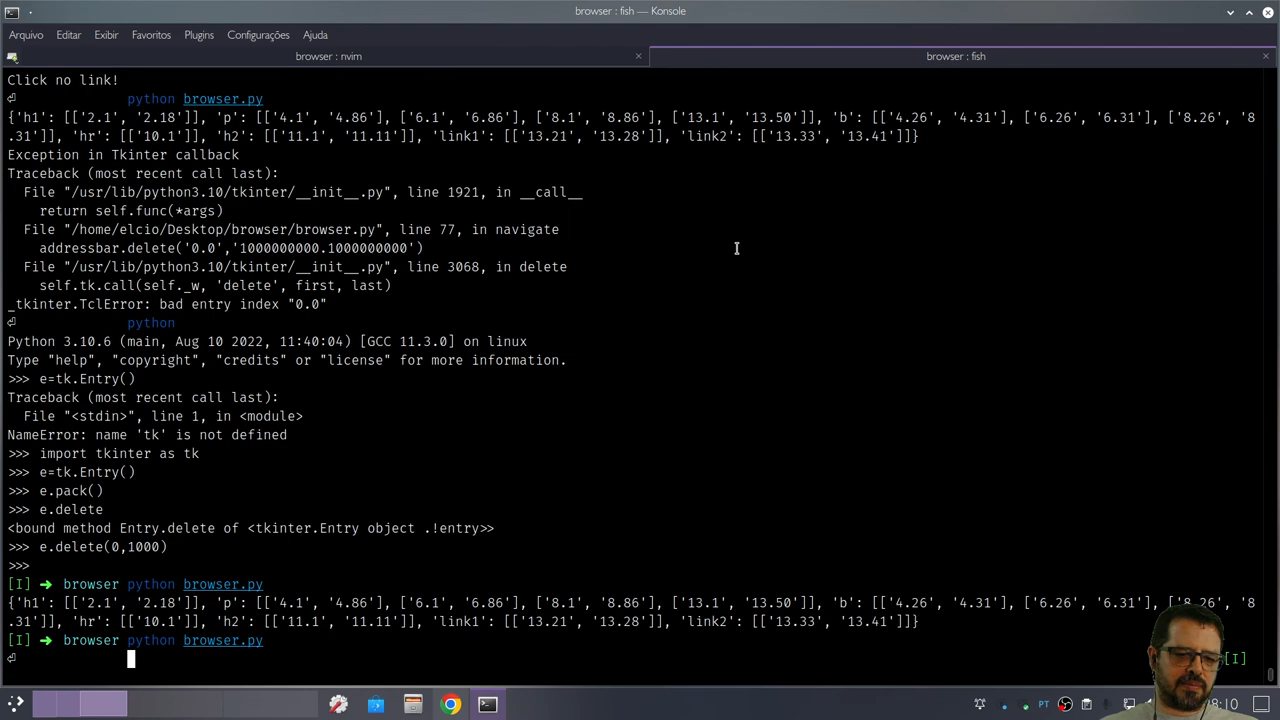 browser : fish — Konsole
Arquivo Editar Exibir Favoritos Plugins Configurações Ajuda
browser : nvim
browser : fish
Click no link!
python browser.py
{'h1': [['2.1', '2.18']], 'p': [['4.1', '4.86'], ['6.1', '6.86'], ['8.1', '8.86'], ['13.1', '13.50']], 'b': [['4.26', '4.31'], ['6.26', '6.31'], ['8.26', '8
.31']], 'hr': [['10.1']], 'h2': [['11.1', '11.11']], 'link1': [['13.21', '13.28']], 'link2': [['13.33', '13.41']]}
Exception in Tkinter callback
Traceback (most recent call last):
File "/usr/lib/python3.10/tkinter/__init__.py", line 1921, in __call__
return self.func(*args)
File "/home/elcio/Desktop/browser/browser.py", line 77, in navigate
addressbar.delete('0.0','1000000000.1000000000')
File "/usr/lib/python3.10/tkinter/__init__.py", line 3068, in delete
self.tk.call(self._w, 'delete', first, last)
_tkinter.TclError: bad entry index "0.0"
python
Python 3.10.6 (main, Aug 10 2022, 11:40:04) [GCC 11.3.0] on linux
Type "help", "copyright", "credits" or "license" for more information.
>>> e=tk.Entry()
Traceback (most recent call last):
File "<stdin>", line 1, in <module>
NameError: name 'tk' is not defined
>>> import tkinter as tk
>>> e=tk.Entry()
>>> e.pack()
>>> e.delete
<bound method Entry.delete of <tkinter.Entry object .!entry>>
>>> e.delete(0,1000)
>>>
[I] ➜ browser python browser.py
{'h1': [['2.1', '2.18']], 'p': [['4.1', '4.86'], ['6.1', '6.86'], ['8.1', '8.86'], ['13.1', '13.50']], 'b': [['4.26', '4.31'], ['6.26', '6.31'], ['8.26', '8
.31']], 'hr': [['10.1']], 'h2': [['11.1', '11.11']], 'link1': [['13.21', '13.28']], 'link2': [['13.33', '13.41']]}
[I] ➜ browser python browser.py
[I]
PT